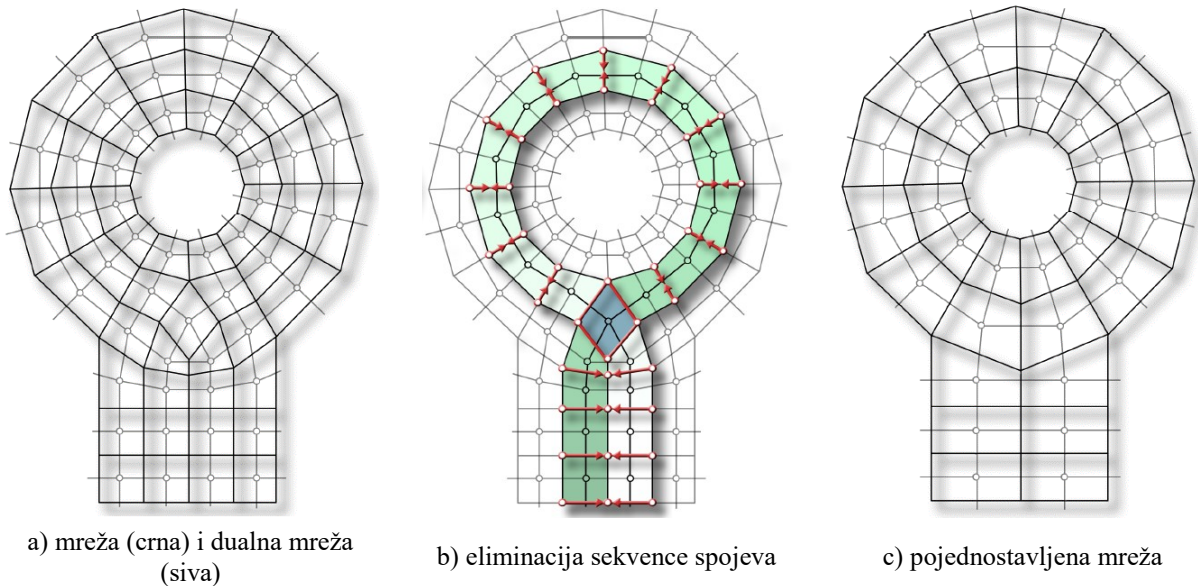 a) mreža (crna) i dualna mreža
(siva)
b) eliminacija sekvence spojeva
c) pojednostavljena mreža